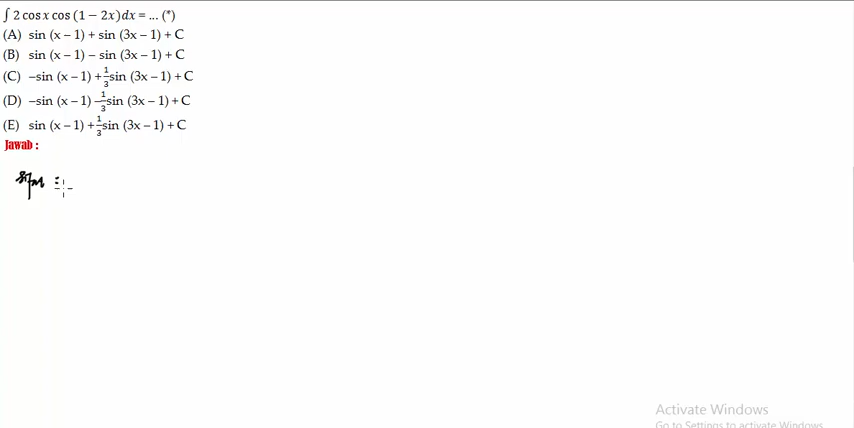 ∫ 2 cos x cos (1 − 2x)dx = ... (*)
(A) sin (x – 1) + sin (3x – 1) + C
(B) sin (x – 1) – sin (3x – 1) + C
(C) –sin (x – 1) + 1/3 sin (3x – 1) + C
(D) –sin (x – 1) – 1/3 sin (3x – 1) + C
(E) sin (x – 1) + 1/3 sin (3x – 1) + C
Jawab :
Activate Windows
Go to Settings to activate Windows.